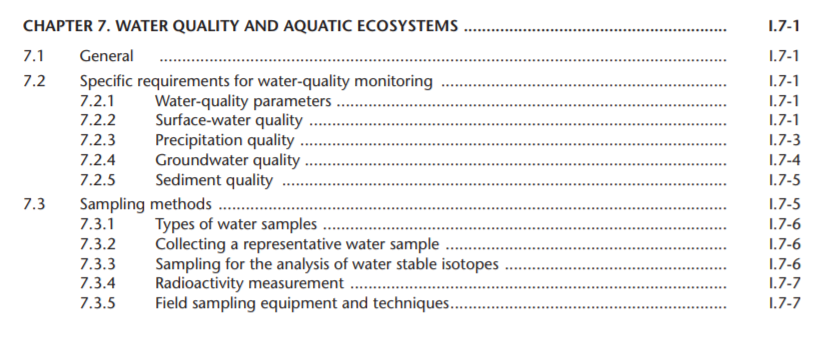 CHAPTER 7. WATER QUALITY AND AQUATIC ECOSYSTEMS ........................................................ I.7-1
7.1 General ........................................................................................................................ I.7-1
7.2 Specific requirements for water-quality monitoring ............................................................ I.7-1
7.2.1 Water-quality parameters .................................................................................... I.7-1
7.2.2 Surface-water quality .......................................................................................... I.7-1
7.2.3 Precipitation quality ............................................................................................ I.7-3
7.2.4 Groundwater quality ........................................................................................... I.7-4
7.2.5 Sediment quality ................................................................................................ I.7-5
7.3 Sampling methods ............................................................................................................ I.7-5
7.3.1 Types of water samples ....................................................................................... I.7-6
7.3.2 Collecting a representative water sample ............................................................. I.7-6
7.3.3 Sampling for the analysis of water stable isotopes ................................................ I.7-6
7.3.4 Radioactivity measurement ................................................................................. I.7-7
7.3.5 Field sampling equipment and techniques............................................................ I.7-7